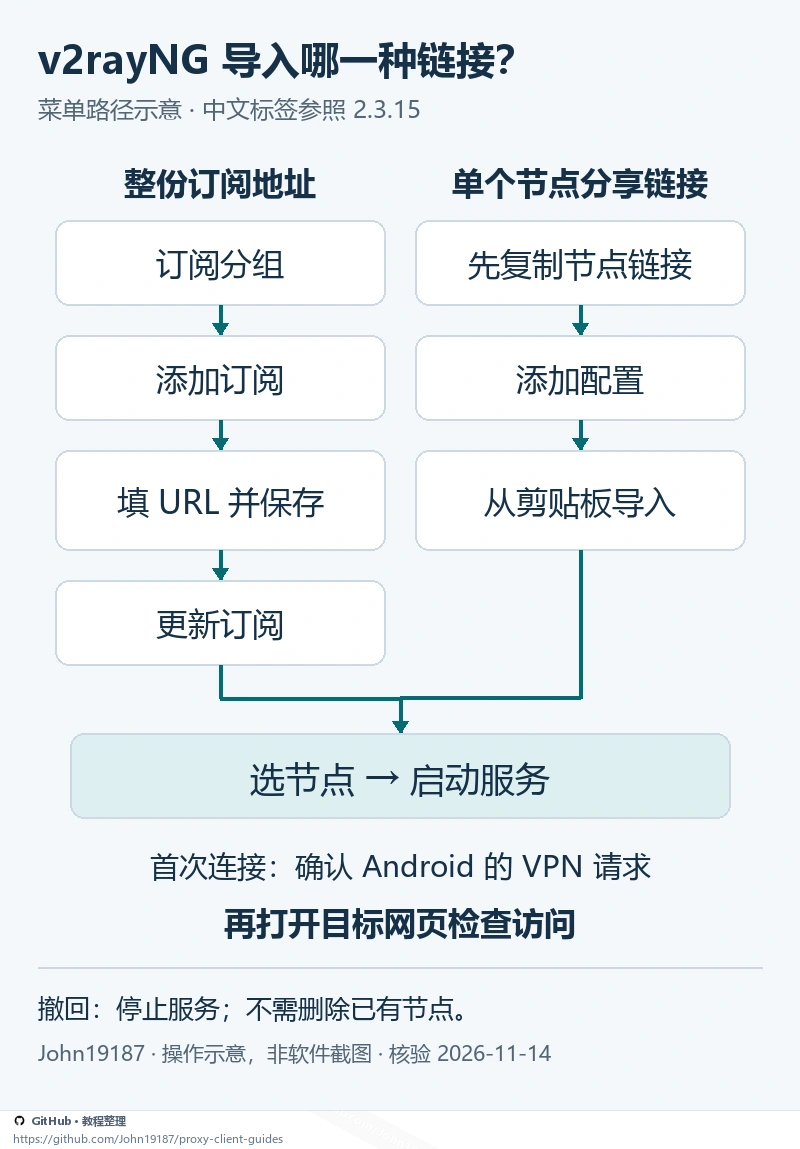 v2rayNG 导入哪一种链接？
菜单路径示意 · 中文标签参照 2.3.15
整份订阅地址
订阅分组
添加订阅
填 URL 并保存
更新订阅
单个节点分享链接
先复制节点链接
添加配置
从剪贴板导入
选节点 → 启动服务
首次连接：确认 Android 的 VPN 请求
再打开目标网页检查访问
撤回：停止服务；不需删除已有节点。
John19187 · 操作示意，非软件截图 · 核验 2026-11-14
GitHub • 教程整理
https://github.com/John19187/proxy-client-guides